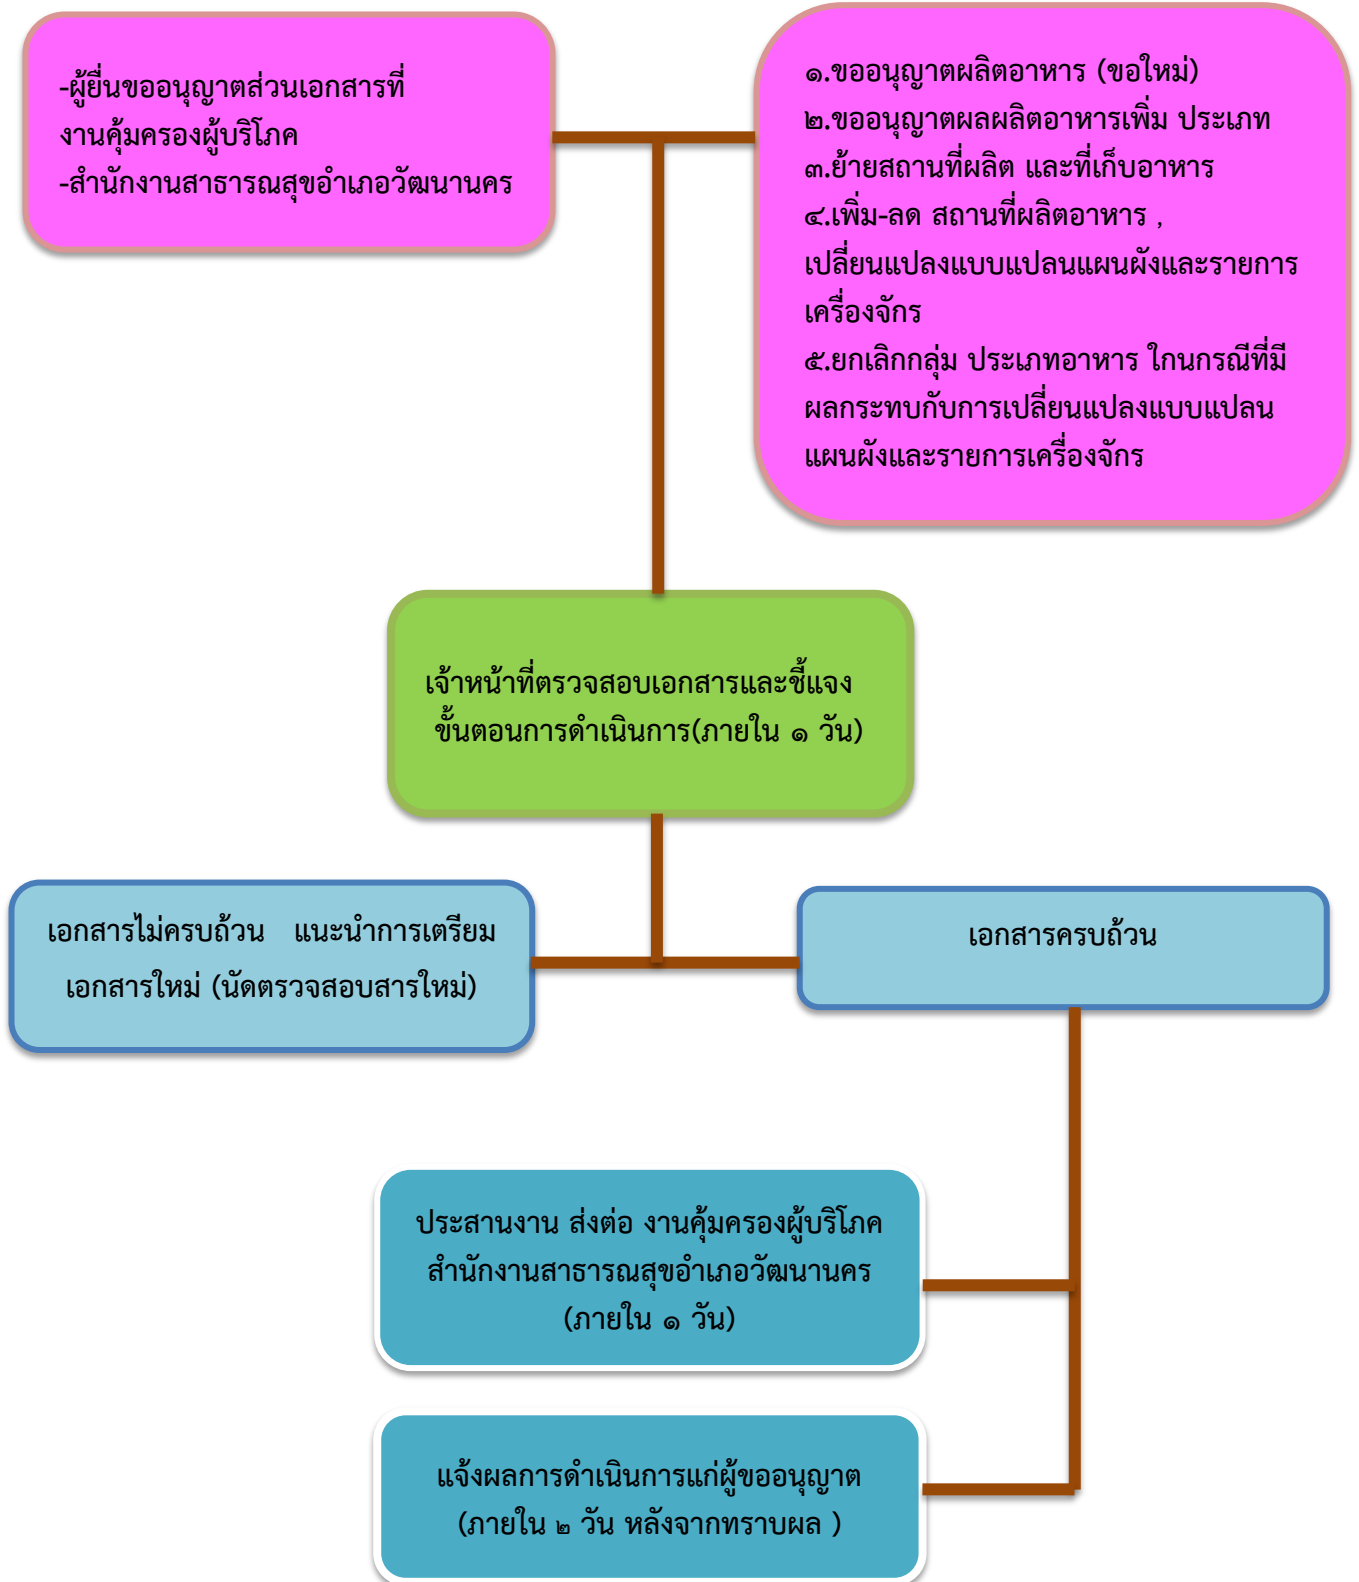 -ผู้ยื่นขออนุญาตส่วนเอกสารที่
งานคุ้มครองผู้บริโภค
-สำนักงานสาธารณสุขอำเภอวัฒนานคร
๑.ขออนุญาตผลิตอาหาร (ขอใหม่)
๒.ขออนุญาตผลผลิตอาหารเพิ่ม ประเภท
๓.ย้ายสถานที่ผลิต และที่เก็บอาหาร
๔.เพิ่ม-ลด สถานที่ผลิตอาหาร ,
เปลี่ยนแปลงแบบแปลนแผนผังและรายการ
เครื่องจักร
๕.ยกเลิกกลุ่ม ประเภทอาหาร ใกนกรณีที่มี
ผลกระทบกับการเปลี่ยนแปลงแบบแปลน
แผนผังและรายการเครื่องจักร
เจ้าหน้าที่ตรวจสอบเอกสารและชี้แจง
ขั้นตอนการดำเนินการ(ภายใน ๑ วัน)
เอกสารไม่ครบถ้วน แนะนำการเตรียม
เอกสารใหม่ (นัดตรวจสอบสารใหม่)
เอกสารครบถ้วน
ประสานงาน ส่งต่อ งานคุ้มครองผู้บริโภค
สำนักงานสาธารณสุขอำเภอวัฒนานคร
(ภายใน ๑ วัน)
แจ้งผลการดำเนินการแก่ผู้ขออนุญาต
(ภายใน ๒ วัน หลังจากทราบผล )